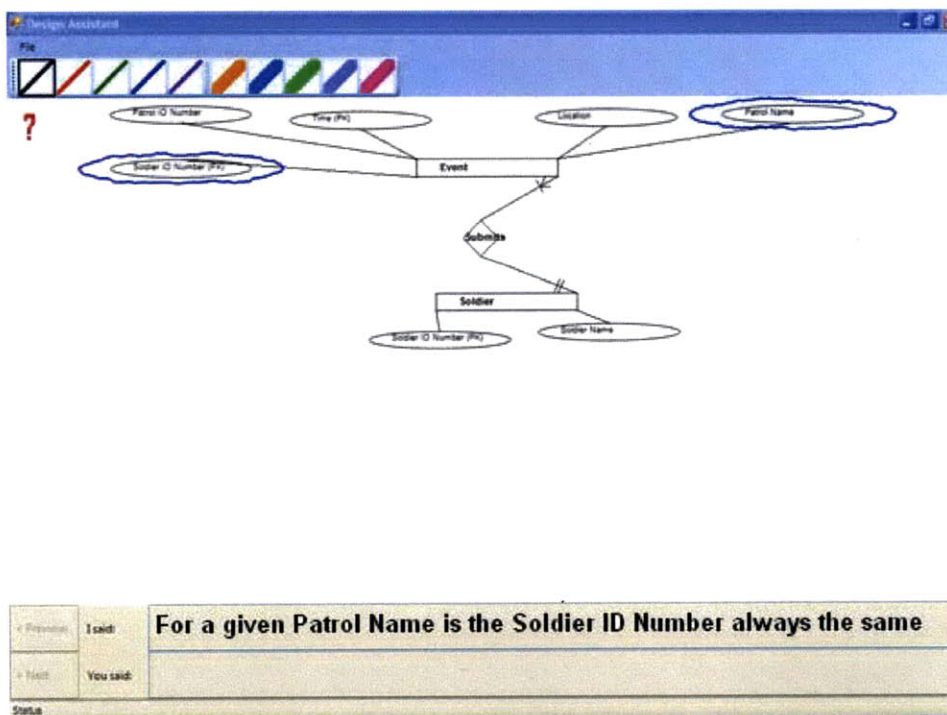 Design Assistant
File
?
Patrol ID Number
Time (PK)
Location
Patrol Name
Soldier ID Number (PK)
Event
Submits
Soldier
Soldier ID Number (PK)
Soldier Name
< Previous
I said:
For a given Patrol Name is the Soldier ID Number always the same
> Next
You said:
Status